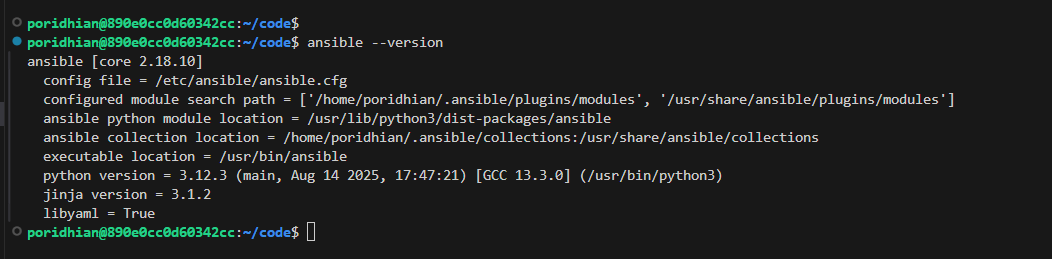 poridhian@890e0cc0d60342cc:~/code$
poridhian@890e0cc0d60342cc:~/code$ ansible --version
ansible [core 2.18.10]
  config file = /etc/ansible/ansible.cfg
  configured module search path = ['/home/poridhian/.ansible/plugins/modules', '/usr/share/ansible/plugins/modules']
  ansible python module location = /usr/lib/python3/dist-packages/ansible
  ansible collection location = /home/poridhian/.ansible/collections:/usr/share/ansible/collections
  executable location = /usr/bin/ansible
  python version = 3.12.3 (main, Aug 14 2025, 17:47:21) [GCC 13.3.0] (/usr/bin/python3)
  jinja version = 3.1.2
  libyaml = True
poridhian@890e0cc0d60342cc:~/code$